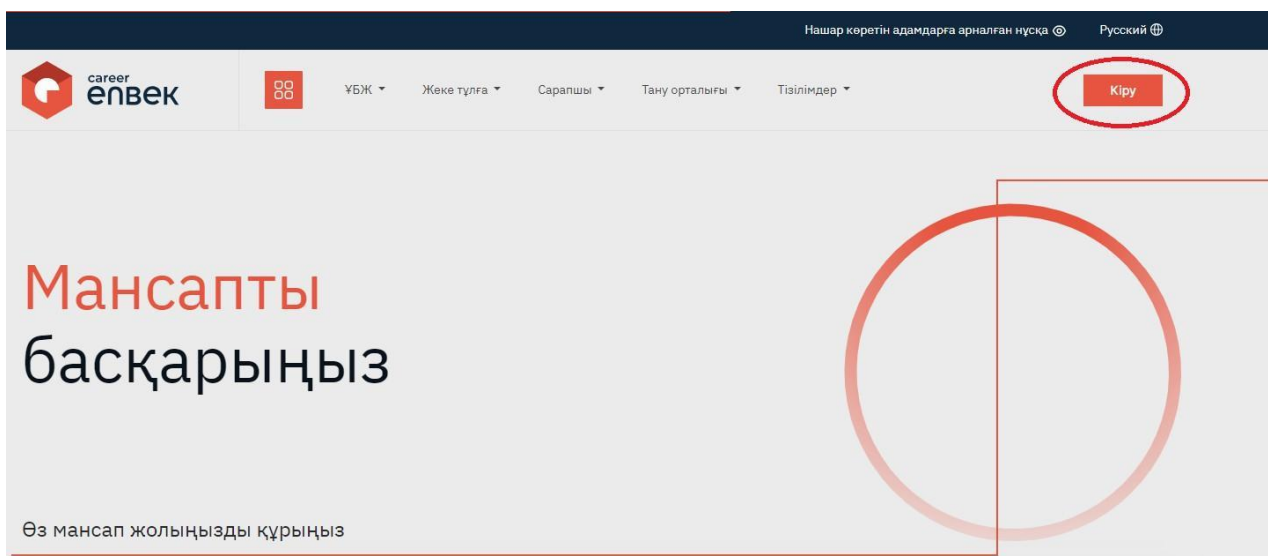 Нашар көретін адамдарға арналған нұсқа Русский
career
enbek ҰБЖ Жеке тұлға Сарапшы Тану орталығы Тізілімдер Кіру
Мансапты
басқарыңыз
Өз мансап жолыңызды құрыңыз